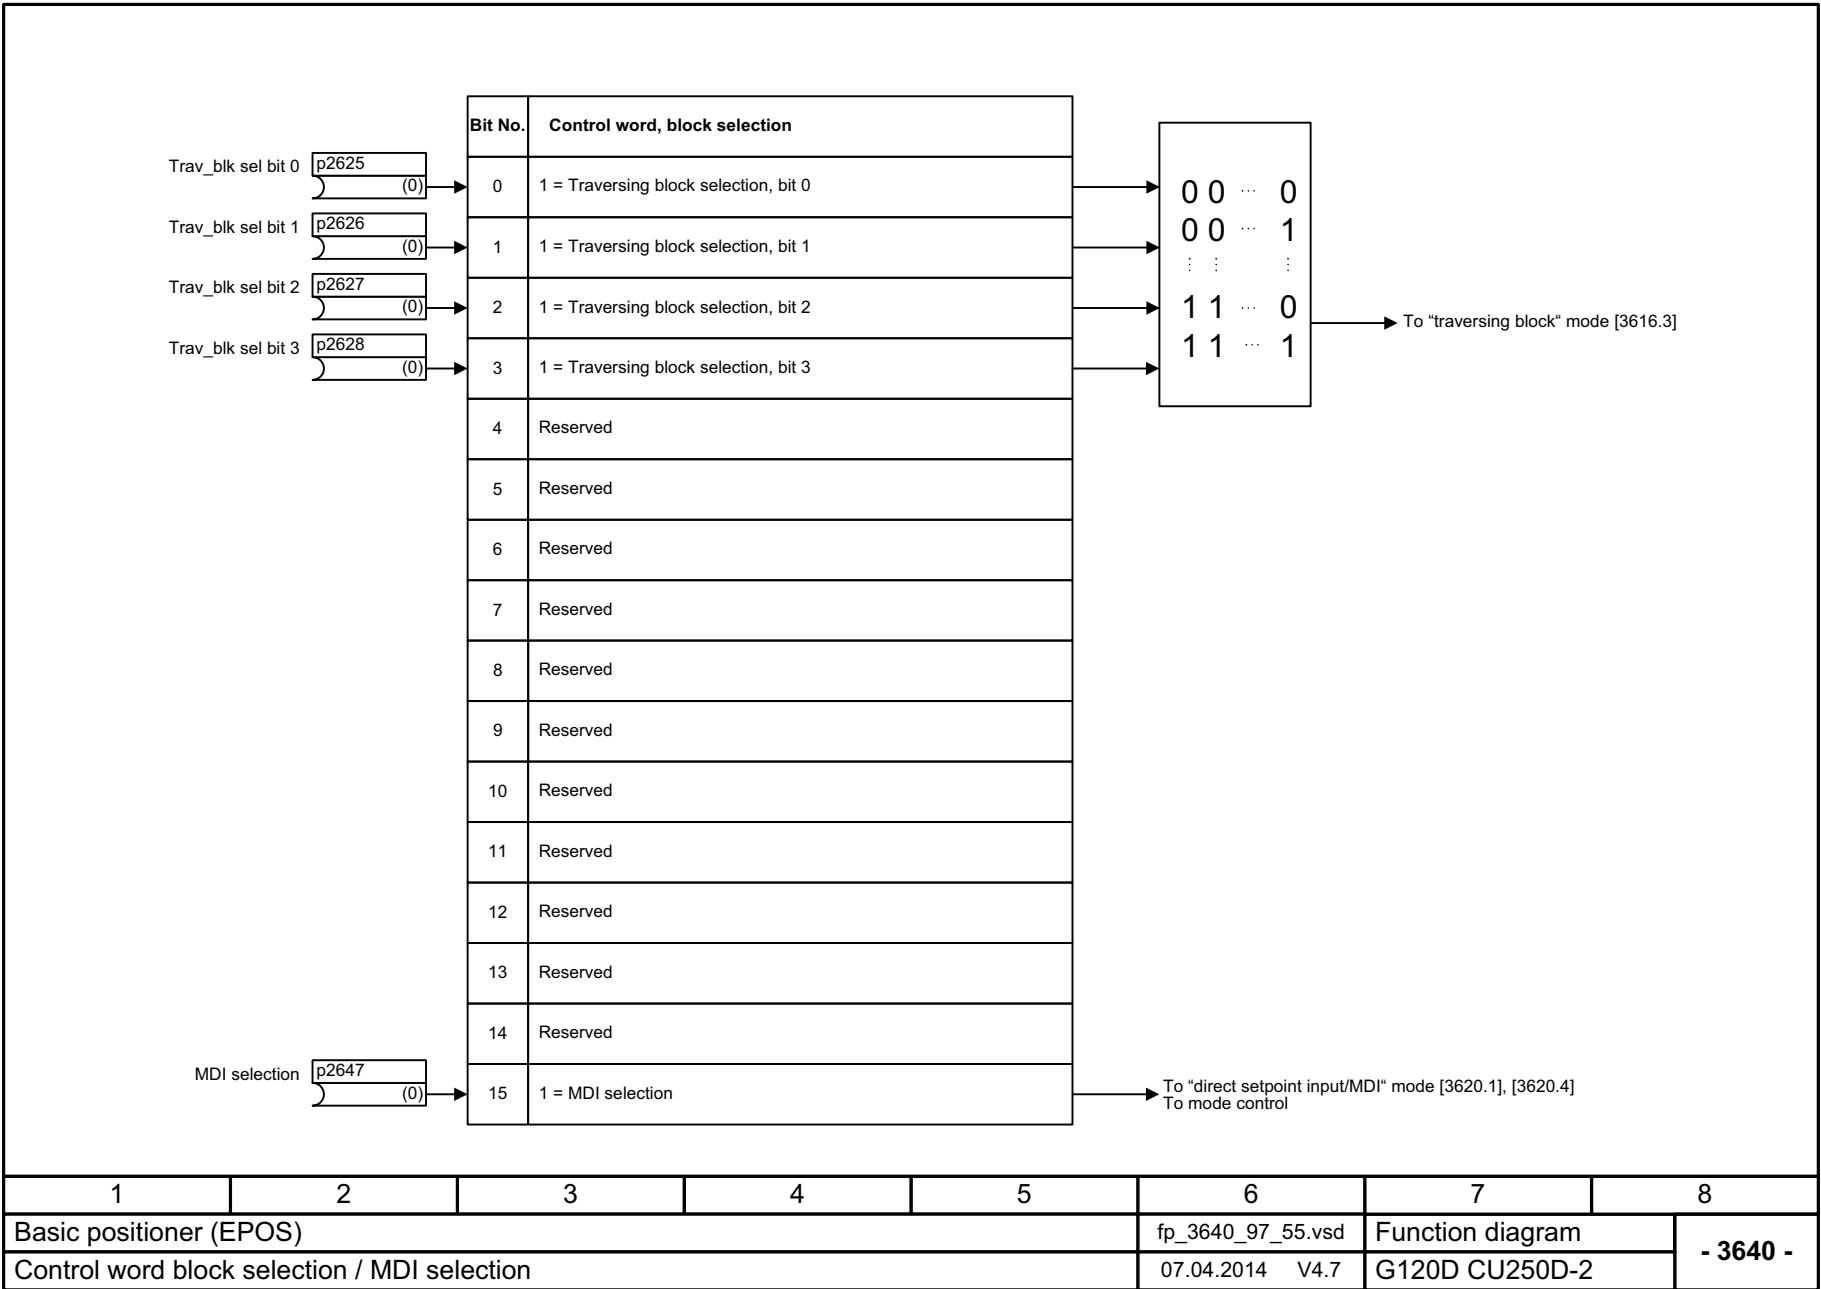 Bit No. Control word, block selection
Trav_blk sel bit 0 p2625
(0) 0 1 = Traversing block selection, bit 0
Trav_blk sel bit 1 p2626
(0) 1 1 = Traversing block selection, bit 1
Trav_blk sel bit 2 p2627
(0) 2 1 = Traversing block selection, bit 2
Trav_blk sel bit 3 p2628
(0) 3 1 = Traversing block selection, bit 3
0 0 ... 0
0 0 ... 1
⋮ ⋮ ⋮
1 1 ... 0
1 1 ... 1
To “traversing block“ mode [3616.3]
4 Reserved
5 Reserved
6 Reserved
7 Reserved
8 Reserved
9 Reserved
10 Reserved
11 Reserved
12 Reserved
13 Reserved
14 Reserved
MDI selection p2647
(0) 15 1 = MDI selection
To “direct setpoint input/MDI“ mode [3620.1], [3620.4]
To mode control
1 2 3 4 5 6 7 8
Basic positioner (EPOS) fp_3640_97_55.vsd Function diagram
- 3640 -
Control word block selection / MDI selection 07.04.2014 V4.7 G120D CU250D-2